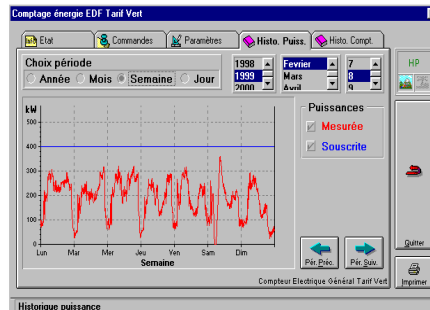 Comptage énergie EDF Tarif Vert
Etat
Commandes
Paramètres
Histo. Puiss.
Histo. Compt.
Choix période
Année
Mois
Semaine
Jour
1998
1999
2000
Fevrier
Mars
Avril
7
8
9
HP
kW
500
400
300
200
100
0
Lun Mar Mer Jeu Ven Sam Dim
Semaine
Puissances
Mesurée
Souscrite
Pér. Préc.
Pér. Suiv.
Compteur Electrique Général Tarif Vert
Quitter
Imprimer
Historique puissance